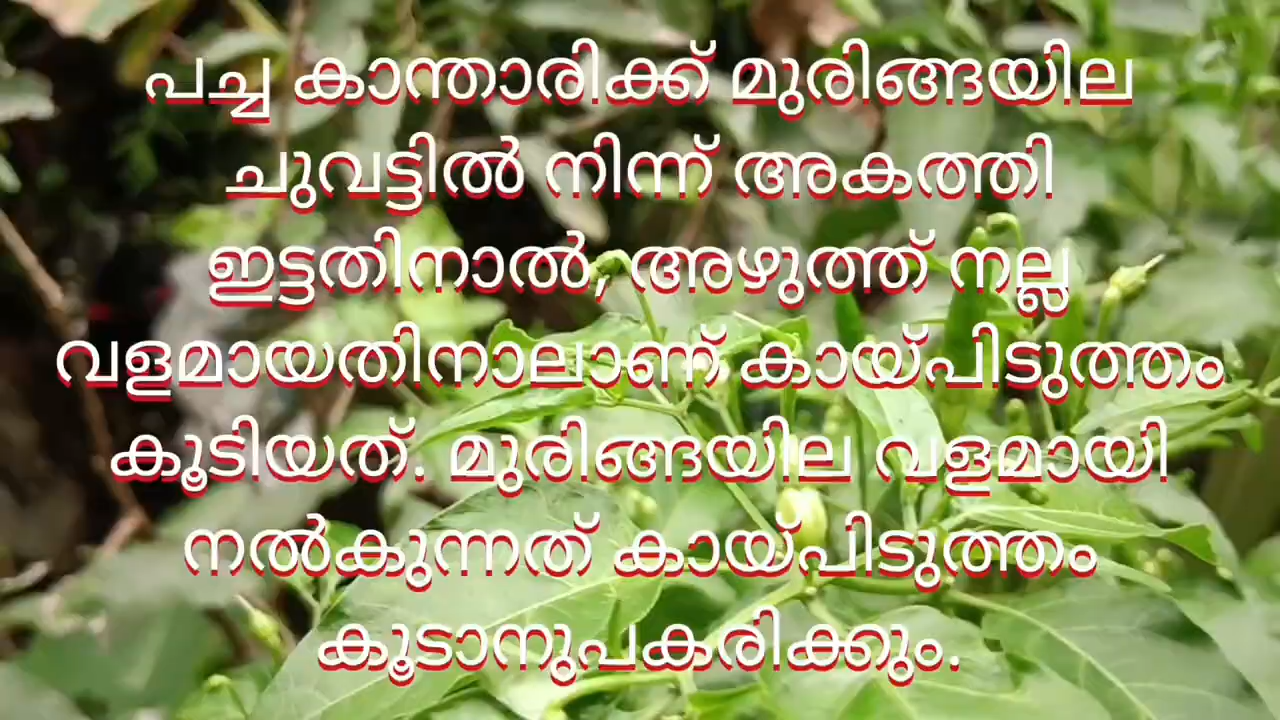 പച്ച കാന്താരിക്ക് മുരിങ്ങയില
ചുവട്ടിൽ നിന്ന് അകത്തി
ഇട്ടതിനാൽ, അഴുത്ത് നല്ല
വളമായതിനാലാണ് കായ്പിടുത്തം
കൂടിയത്. മുരിങ്ങയില വളമായി
നൽകുന്നത് കായ്പിടുത്തം
കൂടാനുപകരിക്കും.